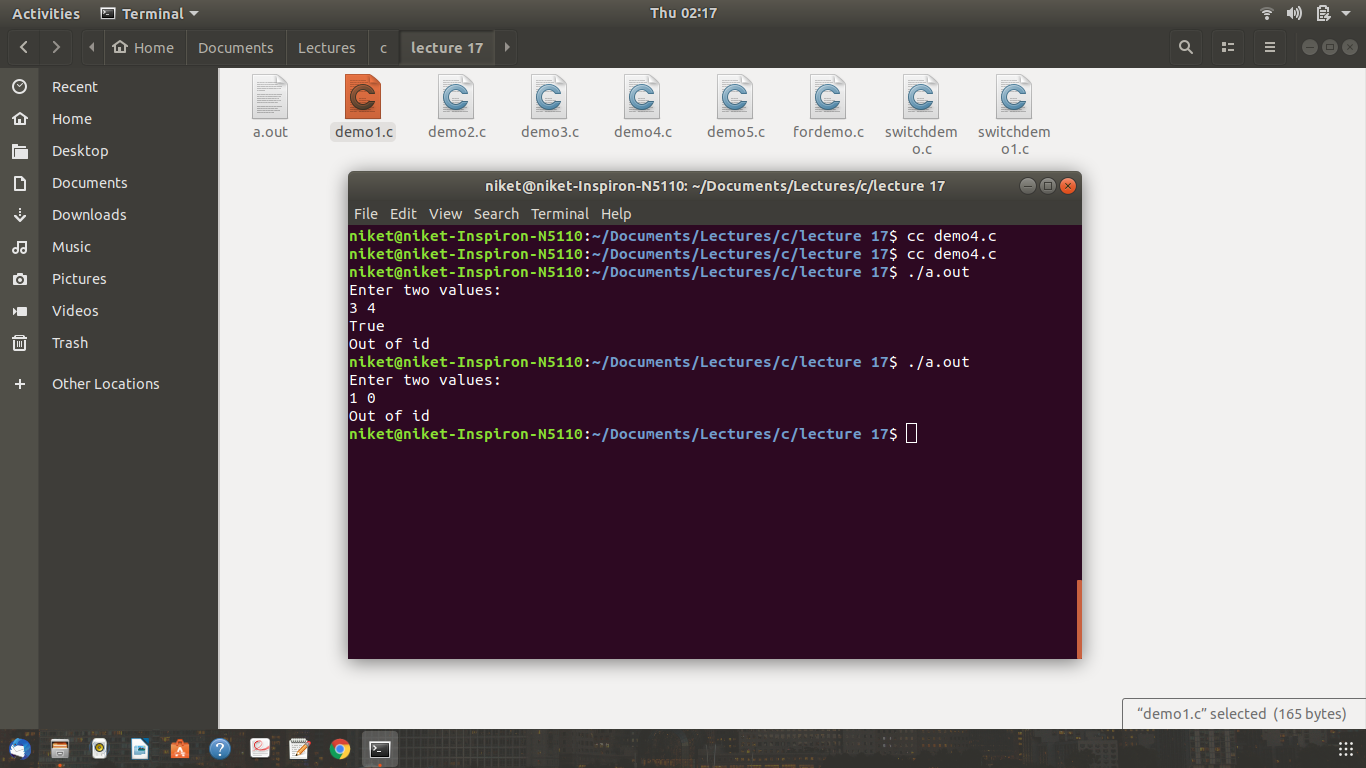 Activities Terminal Thu 02:17
Home Documents Lectures c lecture 17
Recent
Home
Desktop
Documents
Downloads
Music
Pictures
Videos
Trash
Other Locations
a.out demo1.c demo2.c demo3.c demo4.c demo5.c fordemo.c switchdem switchdem
o.c o1.c
niket@niket-Inspiron-N5110: ~/Documents/Lectures/c/lecture 17
File Edit View Search Terminal Help
niket@niket-Inspiron-N5110:~/Documents/Lectures/c/lecture 17$ cc demo4.c
niket@niket-Inspiron-N5110:~/Documents/Lectures/c/lecture 17$ cc demo4.c
niket@niket-Inspiron-N5110:~/Documents/Lectures/c/lecture 17$ ./a.out
Enter two values:
3 4
True
Out of id
niket@niket-Inspiron-N5110:~/Documents/Lectures/c/lecture 17$ ./a.out
Enter two values:
1 0
Out of id
niket@niket-Inspiron-N5110:~/Documents/Lectures/c/lecture 17$
“demo1.c” selected (165 bytes)